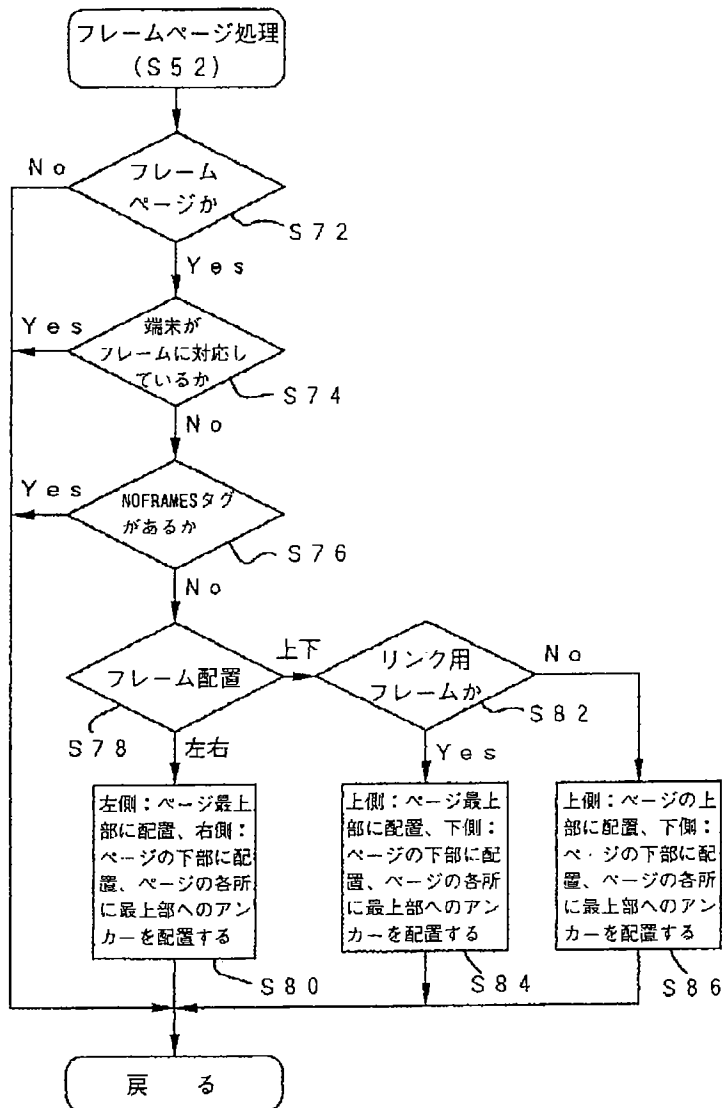 フレームページ処理
(S52)
No
フレーム
ページか
S72
Yes
Yes
端末が
フレームに対応し
ているか
S74
No
Yes
NOFRAMESタグ
があるか
S76
No
フレーム配置
上下
リンク用
フレームか
No
S78
左右
S82
Yes
左側:ページ最上
部に配置、右側:
ページの下部に配
置、ページの各所
に最上部へのアン
カーを配置する
上側:ページ最上
部に配置、下側:
ページの下部に配
置、ページの各所
に最上部へのアン
カーを配置する
上側:ページの上
部に配置、下側:
ペ・ジの下部に配
置、ページの各所
に最上部へのアン
カーを配置する
S80
S84
S86
戻る